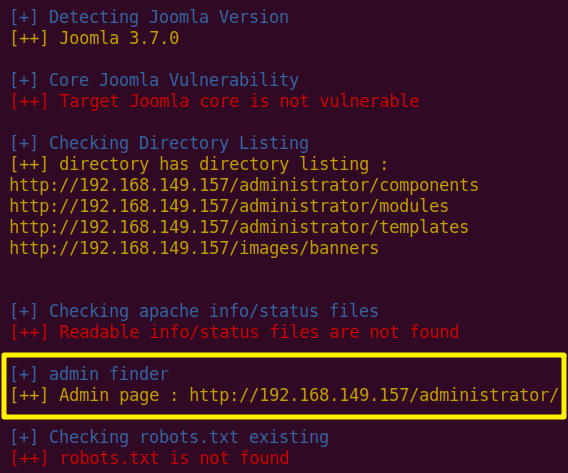 [+] Detecting Joomla Version
[++] Joomla 3.7.0
[+] Core Joomla Vulnerability
[++] Target Joomla core is not vulnerable
[+] Checking Directory Listing
[++] directory has directory listing :
http://192.168.149.157/administrator/components
http://192.168.149.157/administrator/modules
http://192.168.149.157/administrator/templates
http://192.168.149.157/images/banners
[+] Checking apache info/status files
[++] Readable info/status files are not found
[+] admin finder
[++] Admin page : http://192.168.149.157/administrator/
[+] Checking robots.txt existing
[++] robots.txt is not found